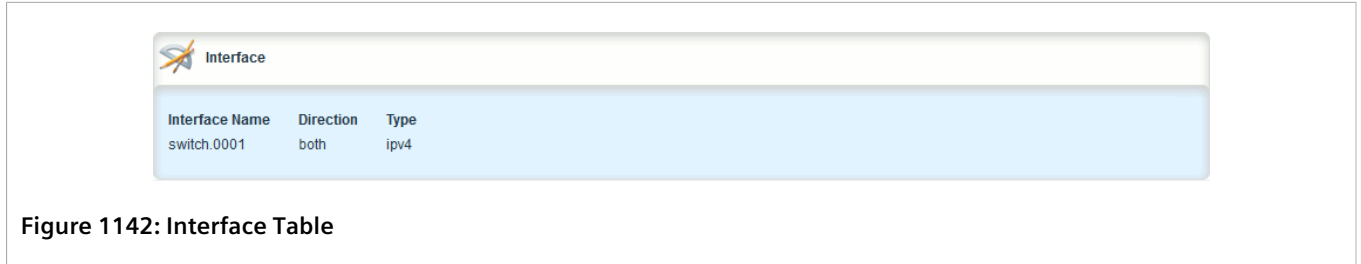 Interface
Interface Name Direction Type
switch.0001 both ipv4
Figure 1142: Interface Table